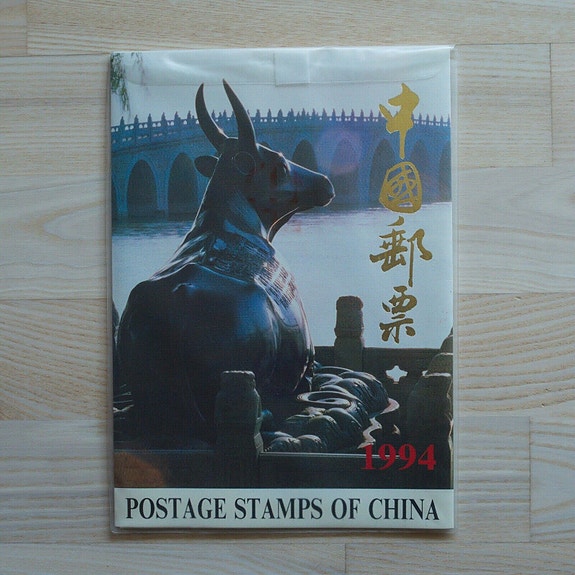 中國郵票
1994
POSTAGE STAMPS OF CHINA